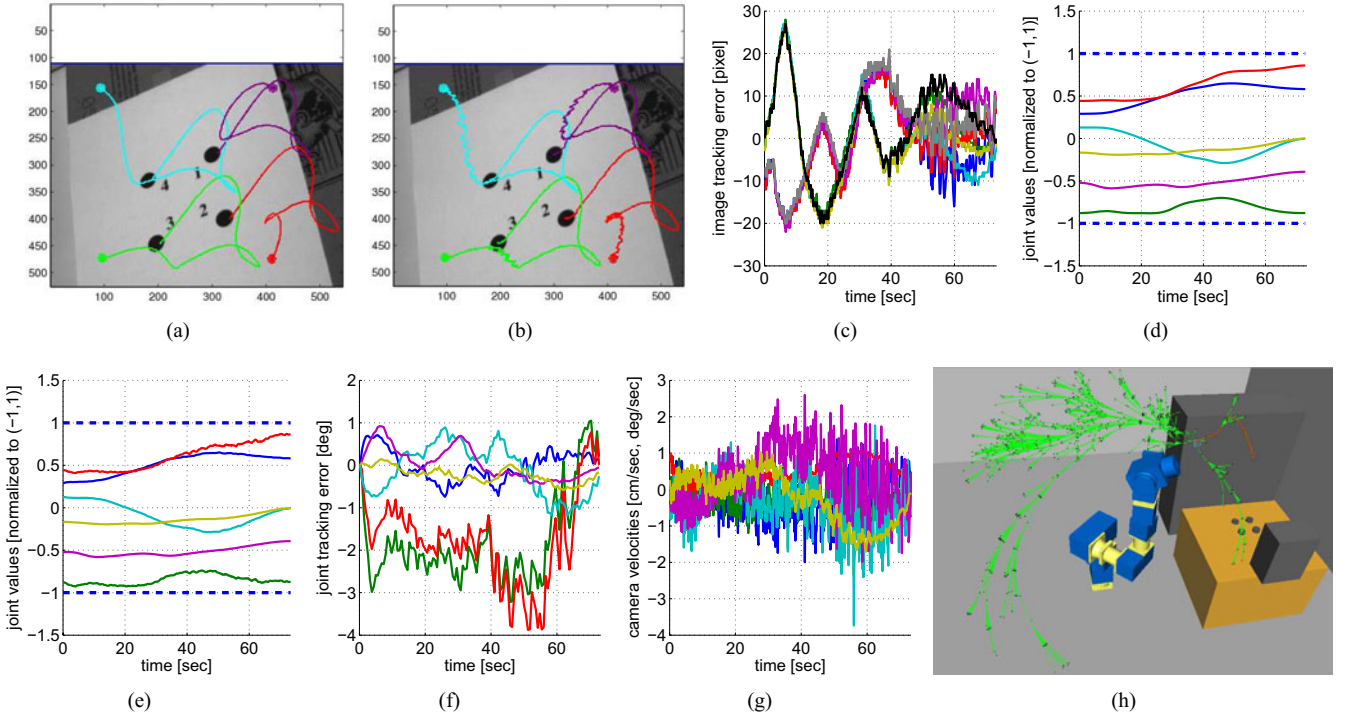 0
50
100
150
200
250
300
350
400
450
500
100 200 300 400 500
1
2
3
4
(a)
0
50
100
150
200
250
300
350
400
450
500
100 200 300 400 500
1
2
3
4
(b)
image tracking error [pixel]
30
20
10
0
−10
−20
−30
0 20 40 60
time [sec]
(c)
joint values [normalized to (−1,1)]
1.5
1
0.5
0
−0.5
−1
−1.5
0 20 40 60
time [sec]
(d)
joint values [normalized to (−1,1)]
1.5
1
0.5
0
−0.5
−1
−1.5
0 20 40 60
time [sec]
(e)
joint tracking error [deg]
2
1
0
−1
−2
−3
−4
0 20 40 60
time [sec]
(f)
camera velocities [cm/sec, deg/sec]
3
2
1
0
−1
−2
−3
−4
0 20 40 60
time [sec]
(g)
(h)